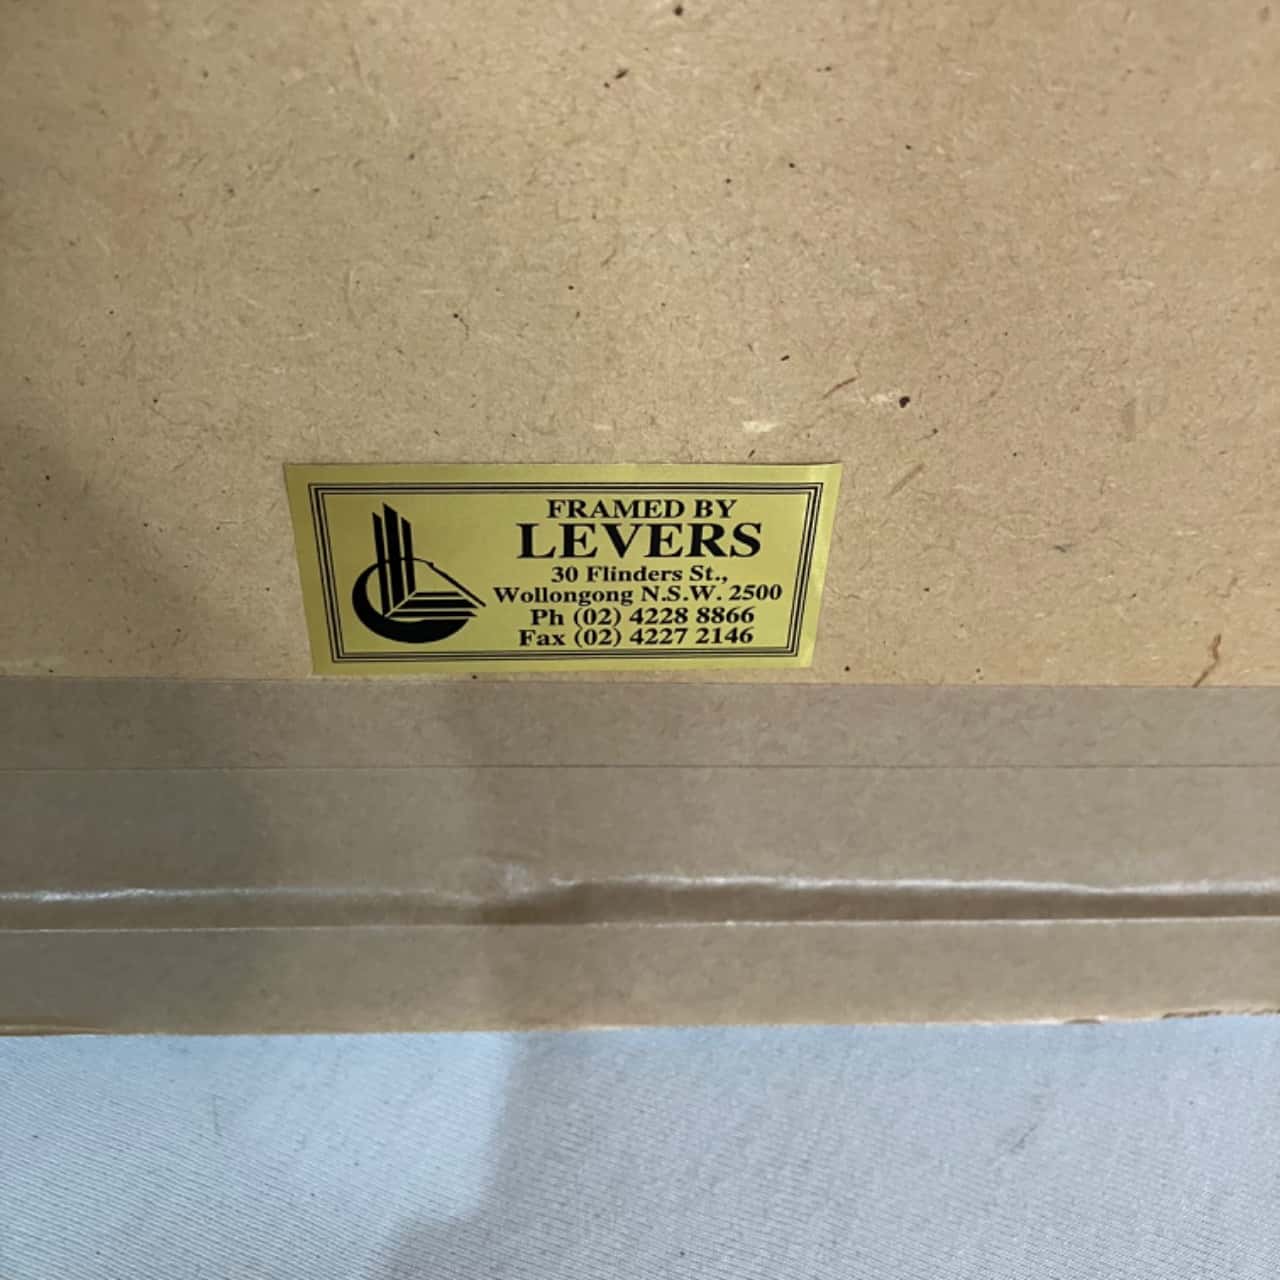 FRAMED BY
LEVERS
30 Flinders St.,
Wollongong N.S.W. 2500
Ph (02) 4228 8866
Fax (02) 4227 2146